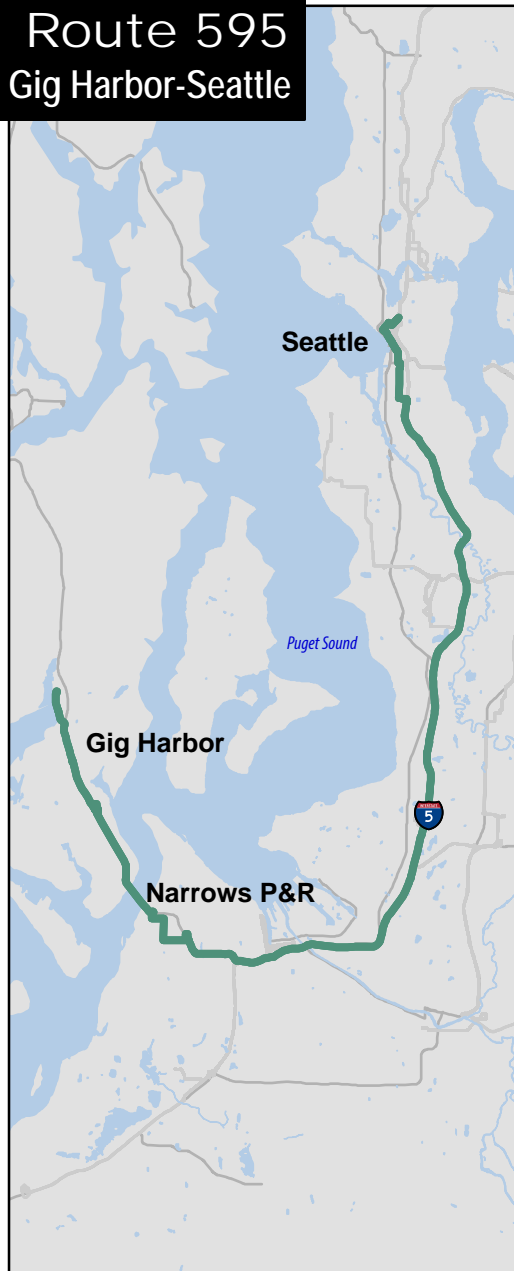 Route 595
Gig Harbor-Seattle
Seattle
Puget Sound
Gig Harbor
5
Narrows P&R